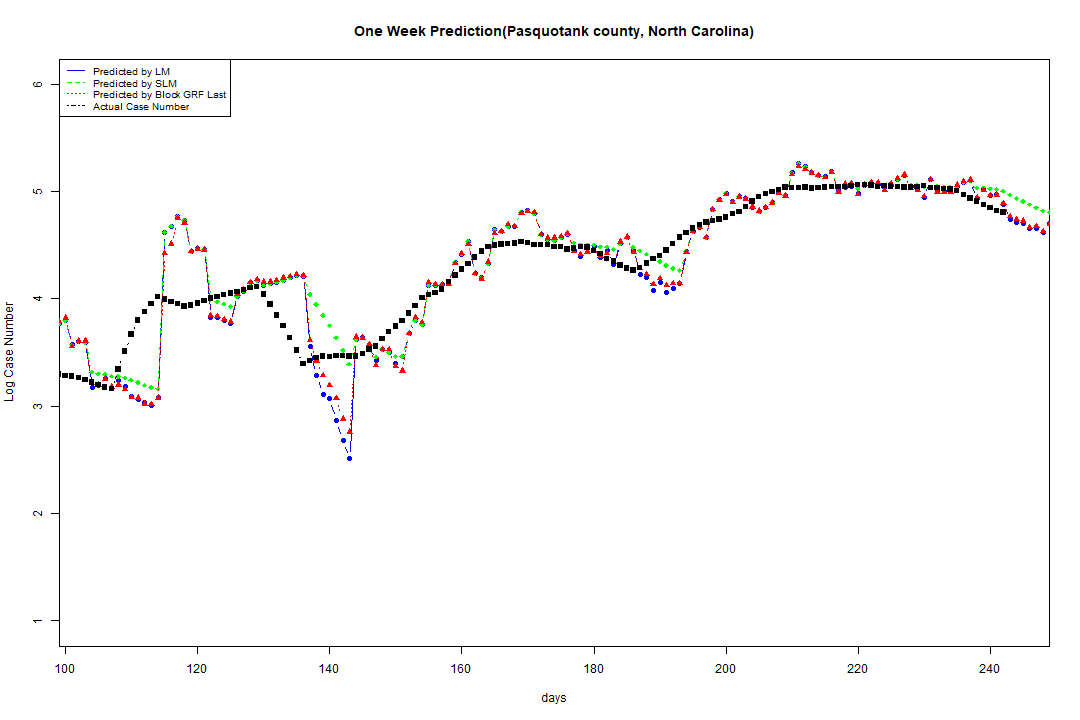 One Week Prediction(Pasquotank county, North Carolina)
Predicted by LM
Predicted by SLM
Predicted by Block GRF Last
Actual Case Number
6
5
4
3
2
1
Log Case Number
100 120 140 160 180 200 220 240
days